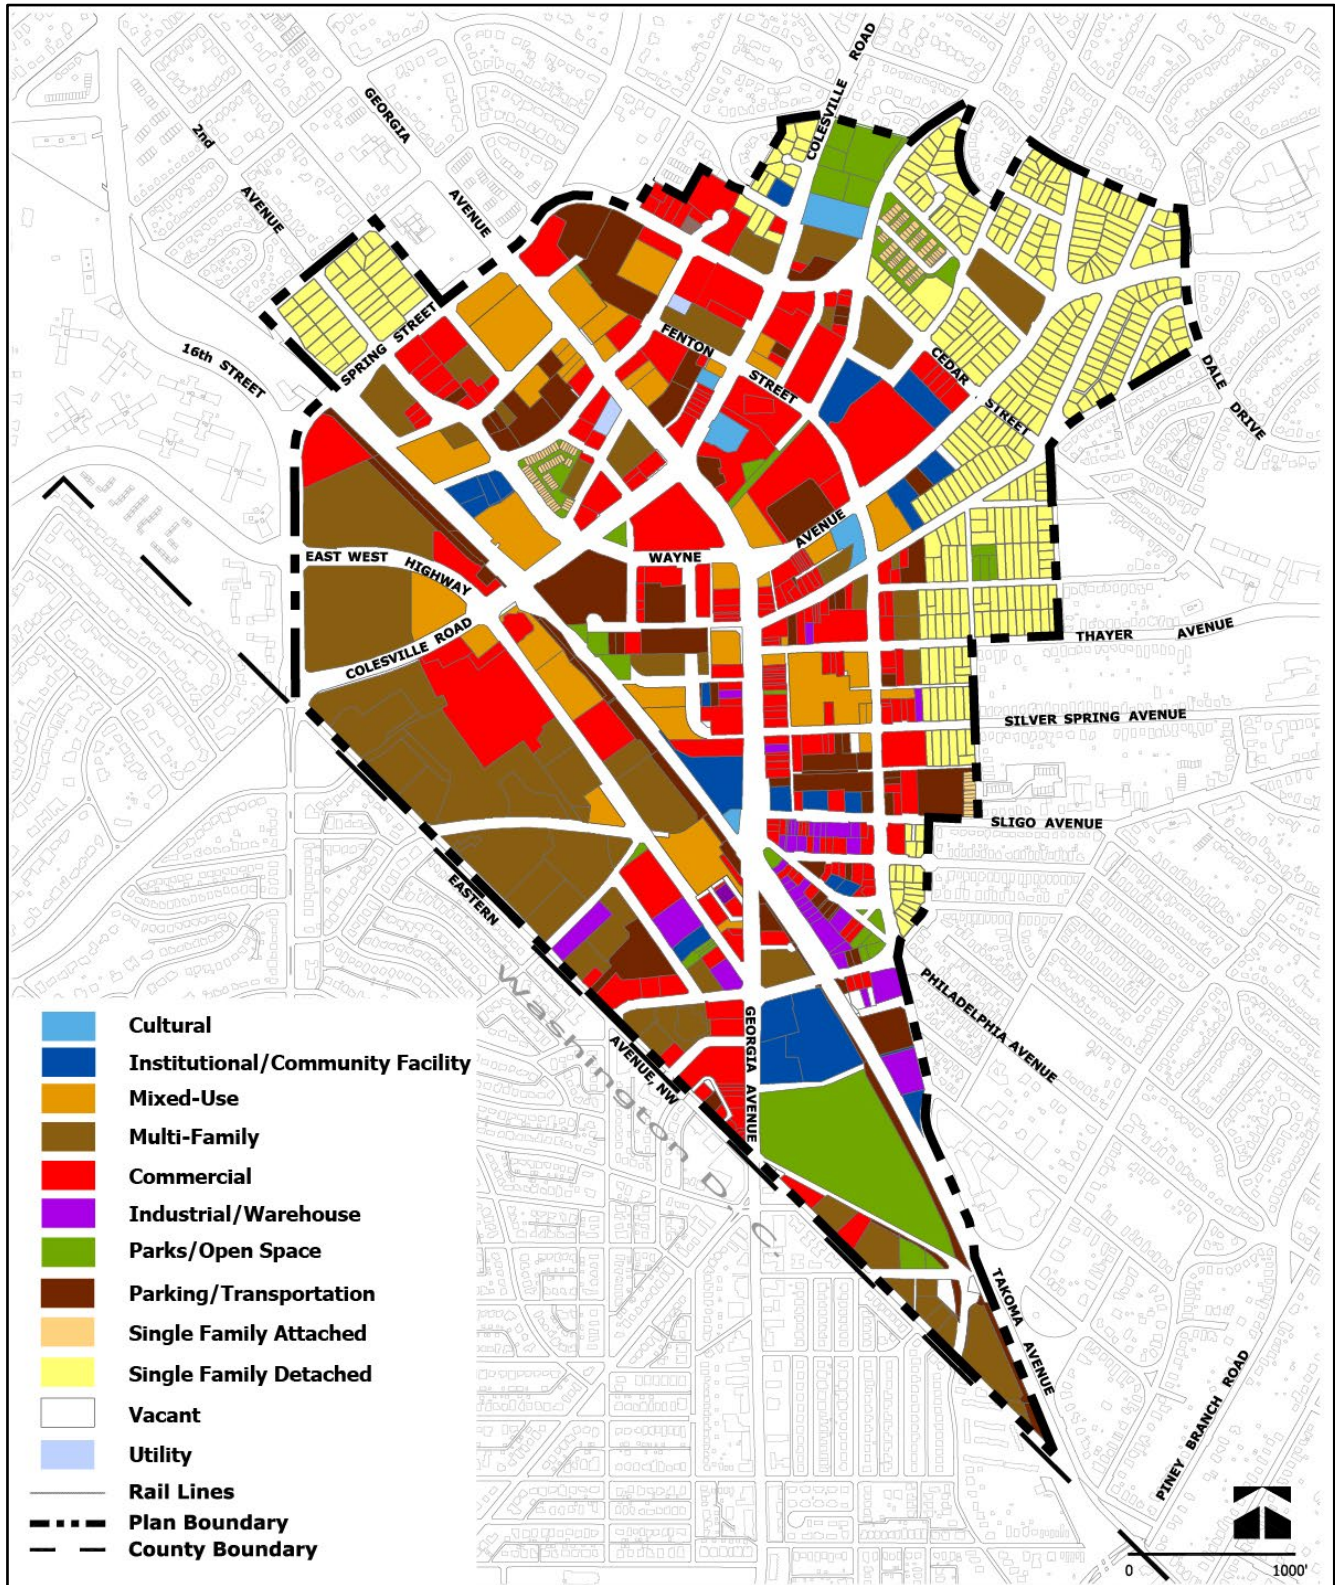 COLESVILLE ROAD
GEORGIA
AVENUE
2nd
AVENUE
SPRING STREET
16th STREET
FENTON
STREET
CEDAR
STREET
DALE
DRIVE
EAST WEST
HIGHWAY
WAYNE
AVENUE
COLESVILLE ROAD
THAYER AVENUE
SILVER SPRING AVENUE
SLIGO AVENUE
EASTERN
AVENUE, NW
Washington D. C.
PHILADELPHIA AVENUE
GEORGIA AVENUE
TAKOMA AVENUE
PINEY BRANCH ROAD
Cultural
Institutional/Community Facility
Mixed-Use
Multi-Family
Commercial
Industrial/Warehouse
Parks/Open Space
Parking/Transportation
Single Family Attached
Single Family Detached
Vacant
Utility
Rail Lines
Plan Boundary
County Boundary
0 1000'